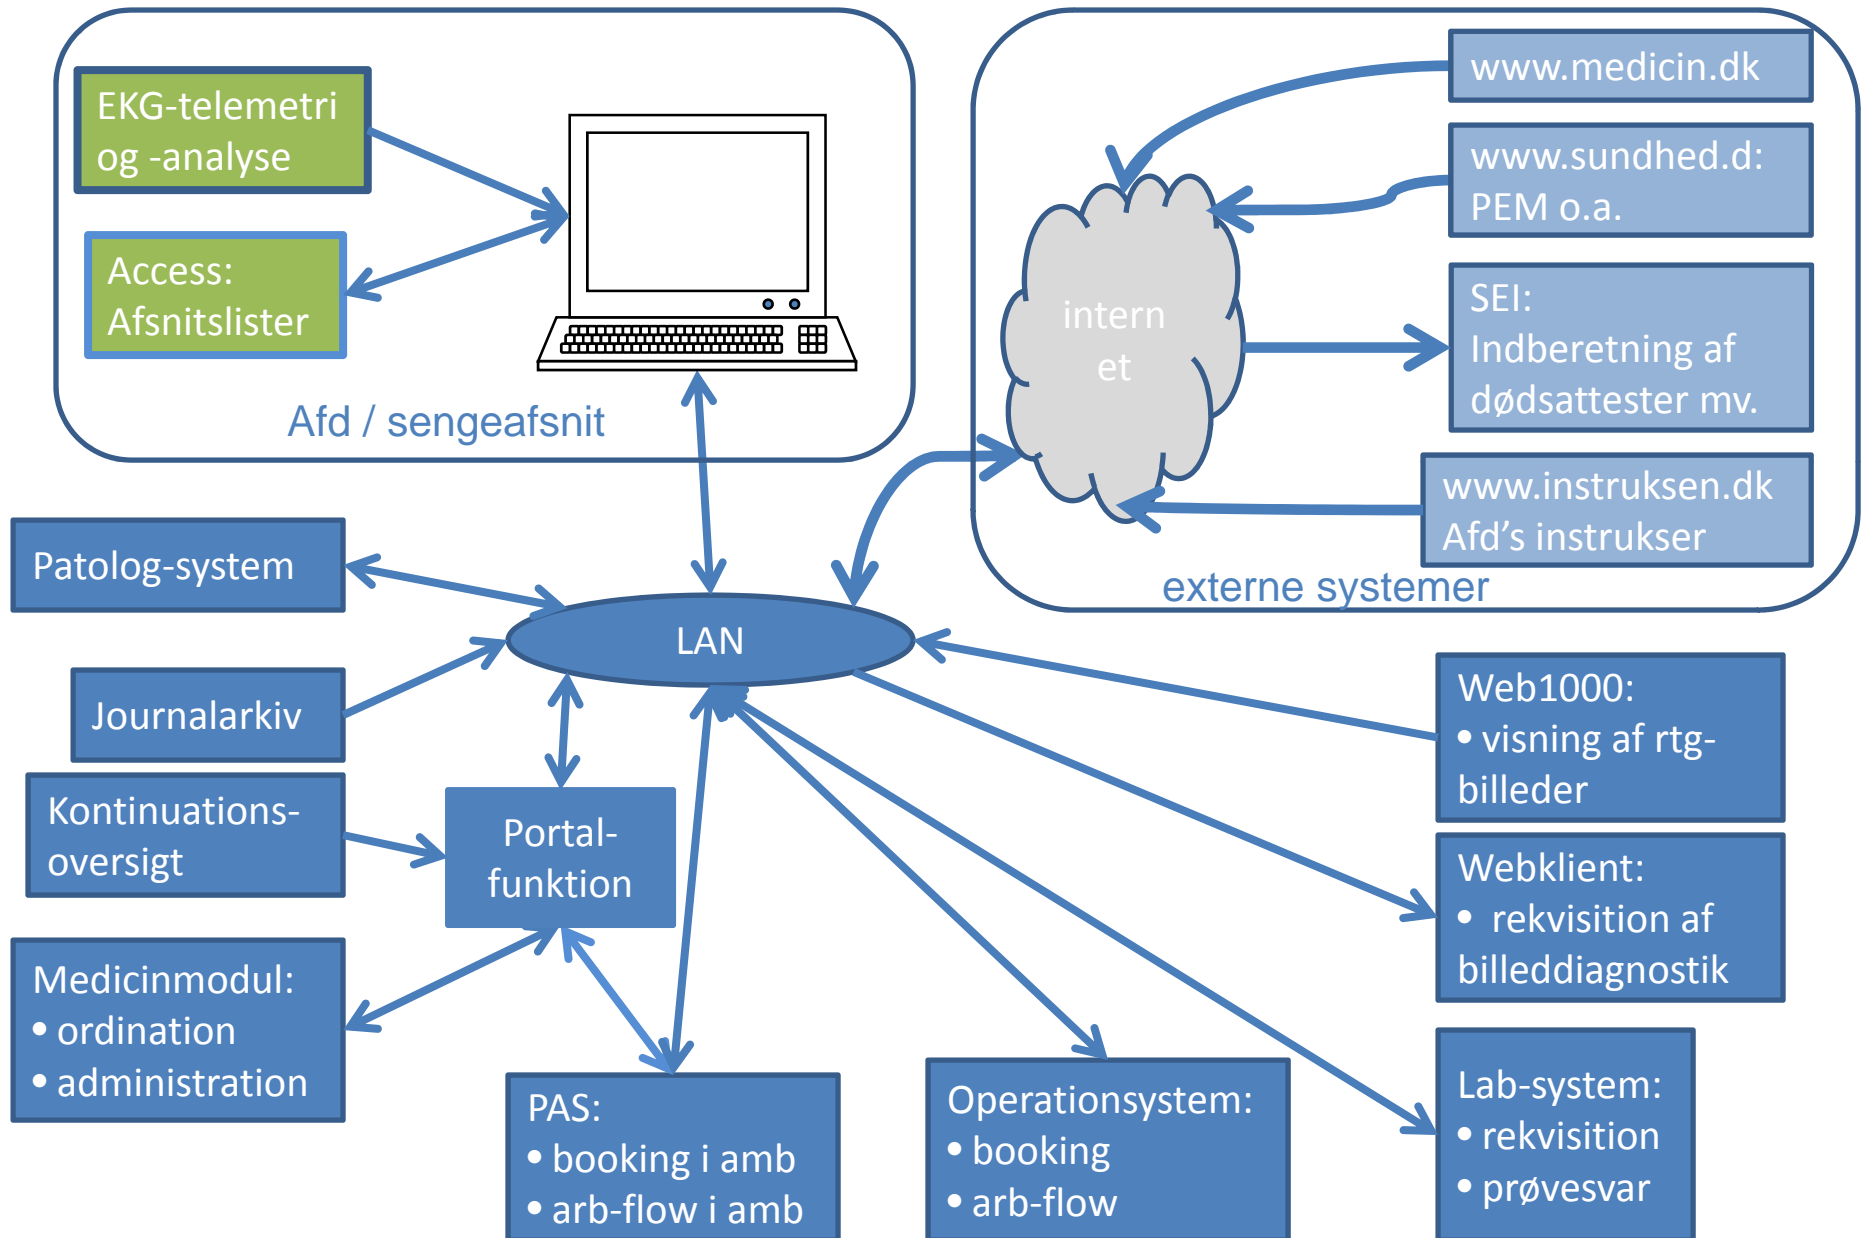 EKG-telemetri
og -analyse
Access:
Afsnitslister
Afd / sengeafsnit
www.medicin.dk
www.sundhed.d:
PEM o.a.
SEI:
Indberetning af
dødsattester mv.
www.instruksen.dk
Afd’s instrukser
intern
et
externe systemer
Patolog-system
LAN
Journalarkiv
Kontinuations-
oversigt
Portal-
funktion
Medicinmodul:
• ordination
• administration
PAS:
• booking i amb
• arb-flow i amb
Operationsystem:
• booking
• arb-flow
Web1000:
• visning af rtg-
billeder
Webklient:
• rekvisition af
billeddiagnostik
Lab-system:
• rekvisition
• prøvesvar